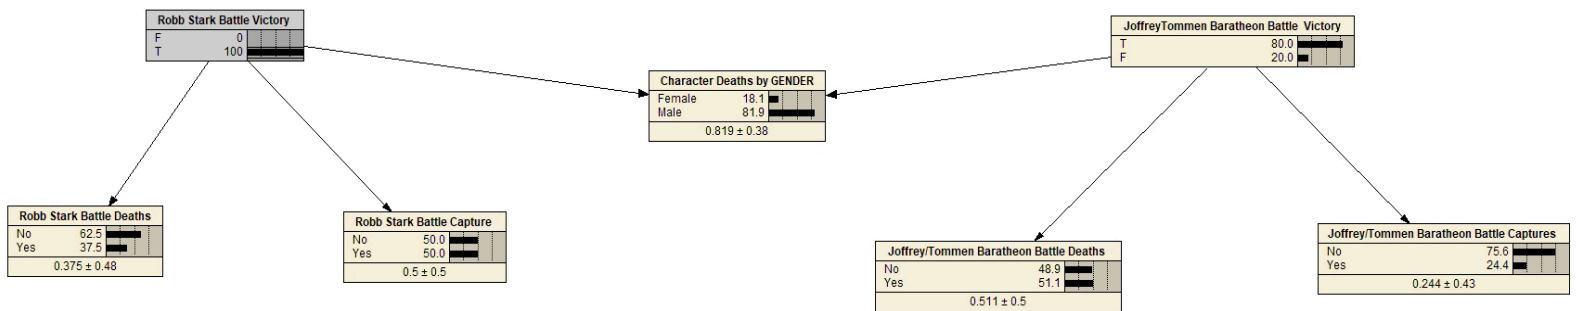 Robb Stark Battle Victory
F 0
T 100
JoffreyTommen Baratheon Battle Victory
T 80.0
F 20.0
Character Deaths by GENDER
Female 18.1
Male 81.9
0.819 ± 0.38
Robb Stark Battle Deaths
No 62.5
Yes 37.5
0.375 ± 0.48
Robb Stark Battle Capture
No 50.0
Yes 50.0
0.5 ± 0.5
Joffrey/Tommen Baratheon Battle Deaths
No 48.9
Yes 51.1
0.511 ± 0.5
Joffrey/Tommen Baratheon Battle Captures
No 75.6
Yes 24.4
0.244 ± 0.43